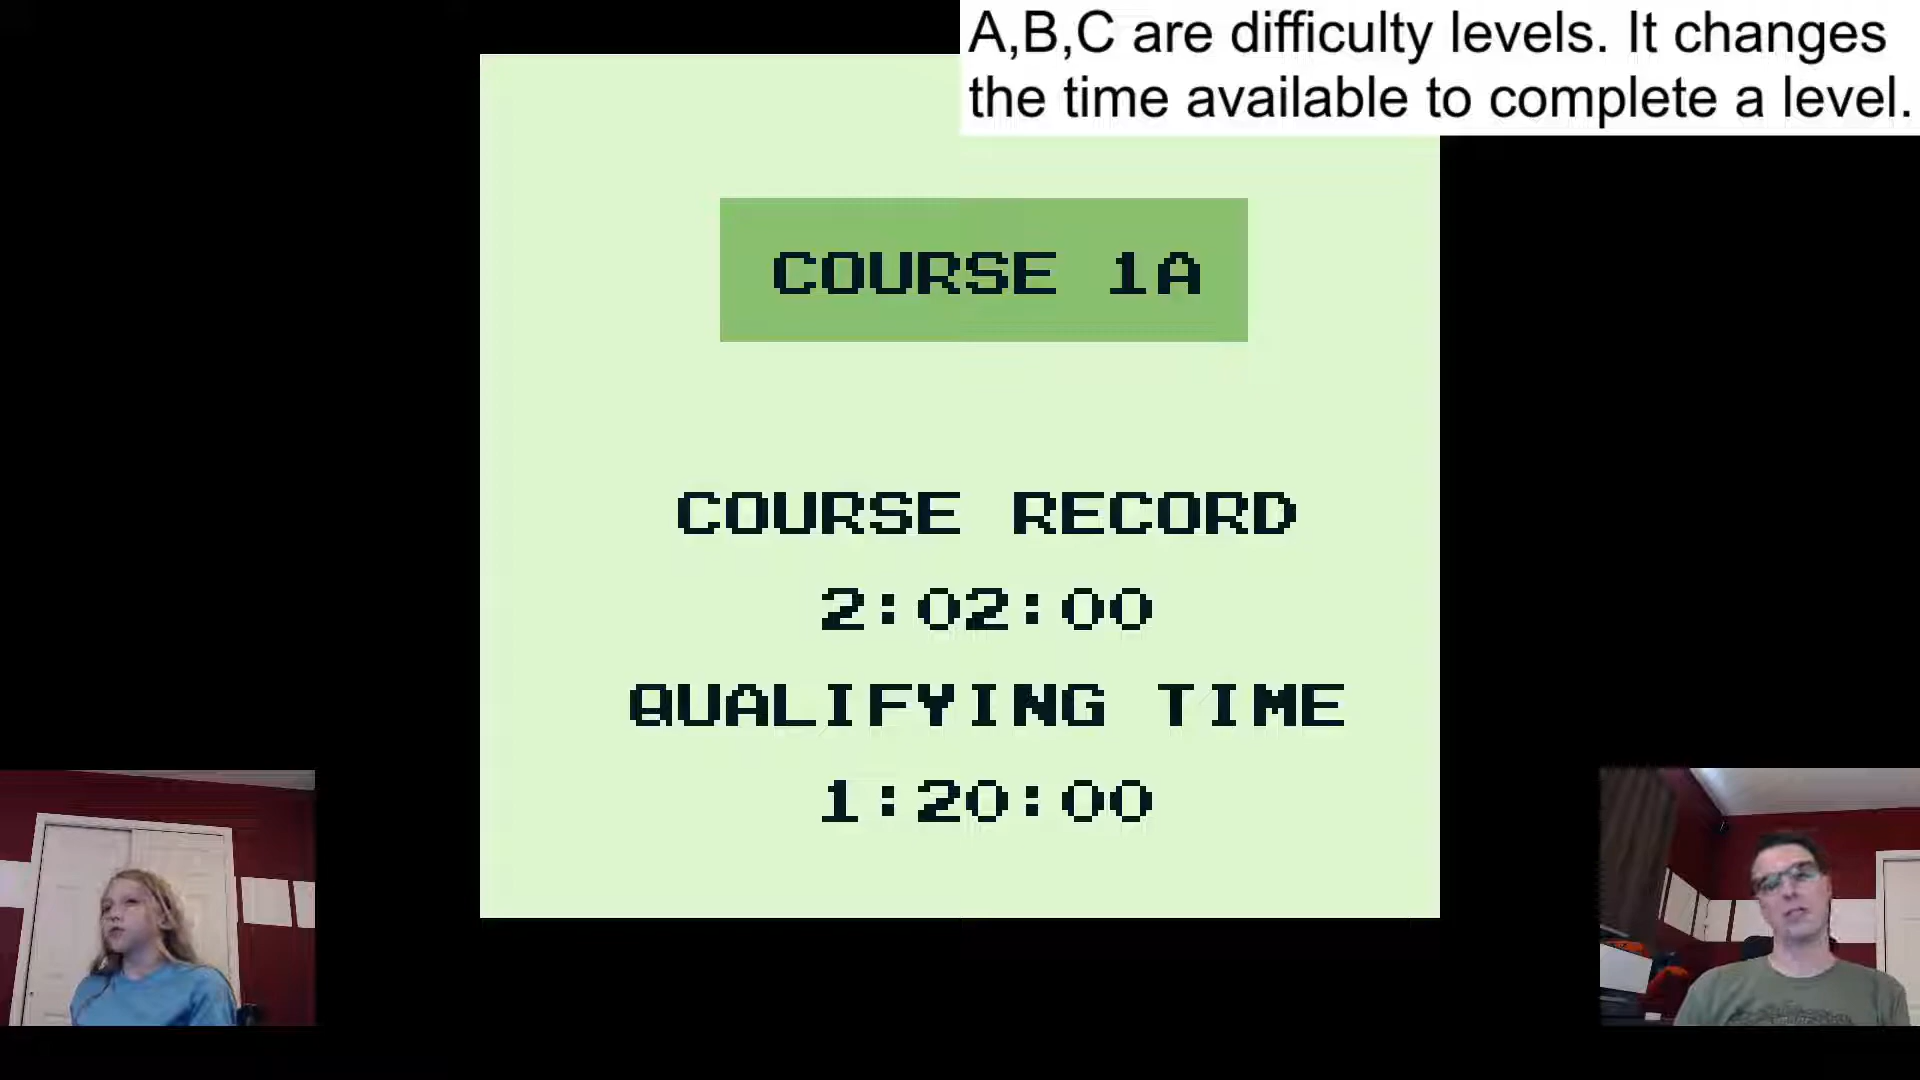 A,B,C are difficulty levels. It changes
the time available to complete a level.
COURSE 1A
COURSE RECORD
2:02:00
QUALIFYING TIME
1:20:00